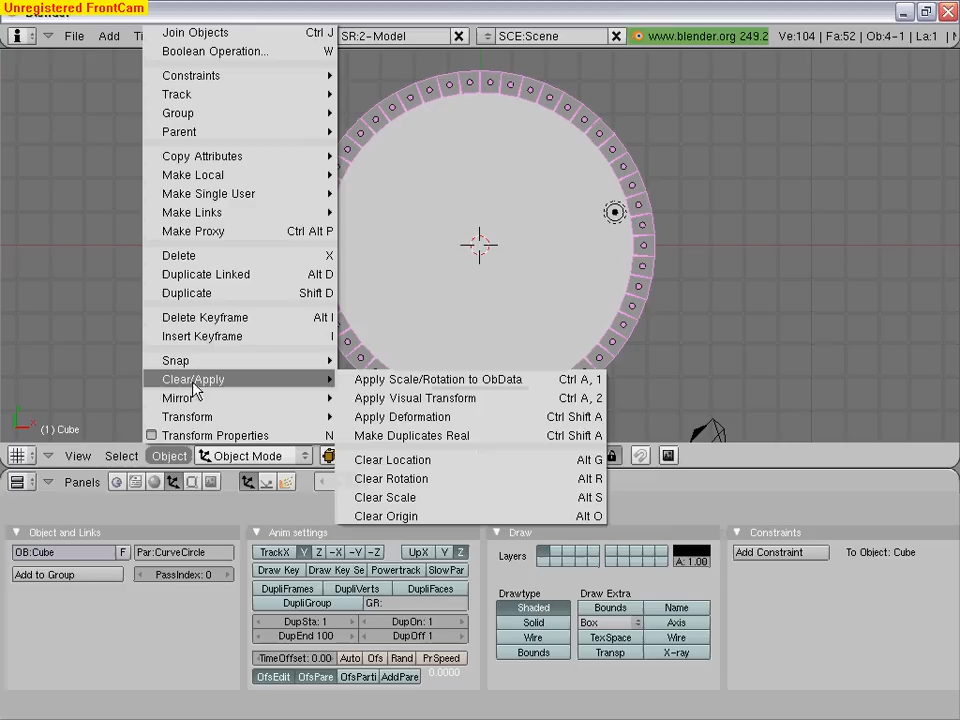 Unregistered FrontCam
File Add
SR:2-Model
SCE:Scene
www.blender.org 249.2
Ve:104 | Fa:52 | Ob:4-1 | La:1
Join Objects Ctrl J
Boolean Operation... W
Constraints
Track
Group
Parent
Copy Attributes
Make Local
Make Single User
Make Links
Make Proxy Ctrl Alt P
Delete X
Duplicate Linked Alt D
Duplicate Shift D
Delete Keyframe Alt I
Insert Keyframe I
Snap
Clear/Apply
Mirror
Transform
Transform Properties N
Apply Scale/Rotation to ObData Ctrl A, 1
Apply Visual Transform Ctrl A, 2
Apply Deformation Ctrl Shift A
Make Duplicates Real Ctrl Shift A
Clear Location Alt G
Clear Rotation Alt R
Clear Scale Alt S
Clear Origin Alt O
(1) Cube
View Select Object Object Mode
Panels
Object and Links
OB:Cube F Par:CurveCircle
Add to Group PassIndex: 0
Anim settings
TrackX Y Z -X -Y -Z UpX Y Z
Draw Key Draw Key Se Powertrack SlowPar
DupliFrames DupliVerts DupliFaces
DupliGroup GR:
DupSta: 1 DupOn: 1
DupEnd 100 DupOff 1
TimeOffset: 0.00 Auto Ofs Rand PrSpeed
OfsEdit OfsPare OfsParti AddPare 0.0000
Draw
Layers A: 1.00
Drawtype Draw Extra
Shaded Bounds Name
Solid Box Axis
Wire TexSpace Wire
Bounds Transp X-ray
Constraints
Add Constraint To Object: Cube